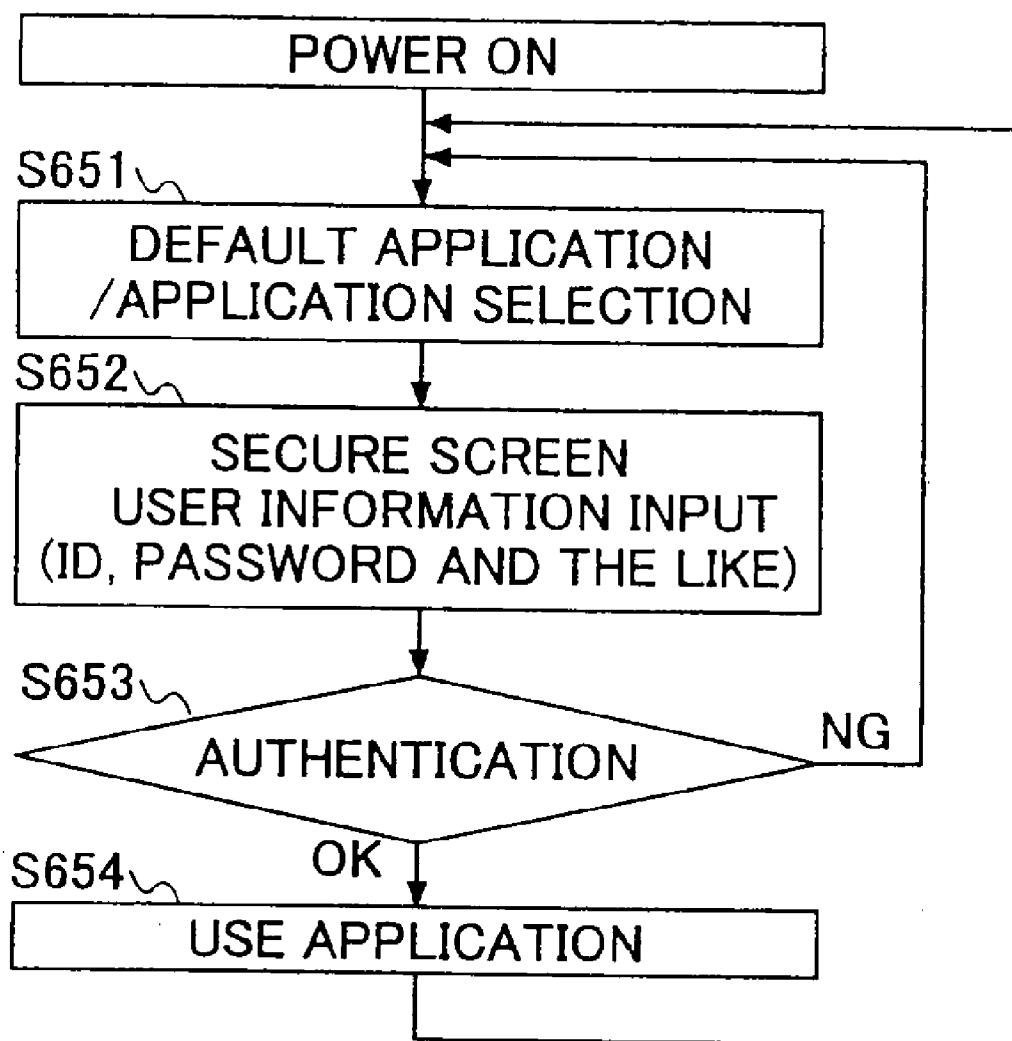 POWER ON
S651
DEFAULT APPLICATION
/APPLICATION SELECTION
S652
SECURE SCREEN
USER INFORMATION INPUT
(ID, PASSWORD AND THE LIKE)
S653
AUTHENTICATION
NG
OK
S654
USE APPLICATION